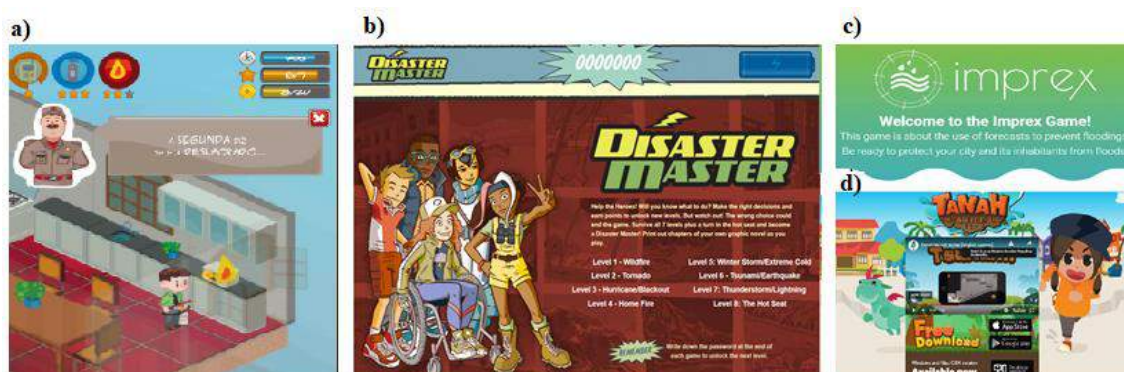 a)
b)
c)
DISASTER
MASTER
0000000
DISASTER
MASTER
Help the Heroes! Will you know what to do? Make the right decisions and
earn points to unlock new levels. But watch out! The wrong choice could
end the game. Survive all 7 levels plus a turn in the hot seat and become
a Disaster Master! Print out chapters of your own graphic novel as you
play.
Level 1 - Wildfire
Level 2 - Tornado
Level 3 - Hurricane/Blackout
Level 4 - Home Fire
Level 5: Winter Storm/Extreme Cold
Level 6 - Tsunami/Earthquake
Level 7: Thunderstorm/Lightning
Level 8: The Hot Seat
REMEMBER
Write down the password at the end of
each game to unlock the next level.
imprex
Welcome to the Imprex Game!
This game is about the use of forecasts to prevent floodings
Be ready to protect your city and its inhabitants from floods
d)
TANAH
Free
Download
App Store
Google play
Available now